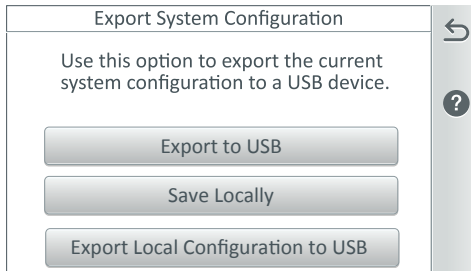 Export System Configuration
Use this option to export the current
system configuration to a USB device.
Export to USB
Save Locally
Export Local Configuration to USB
?